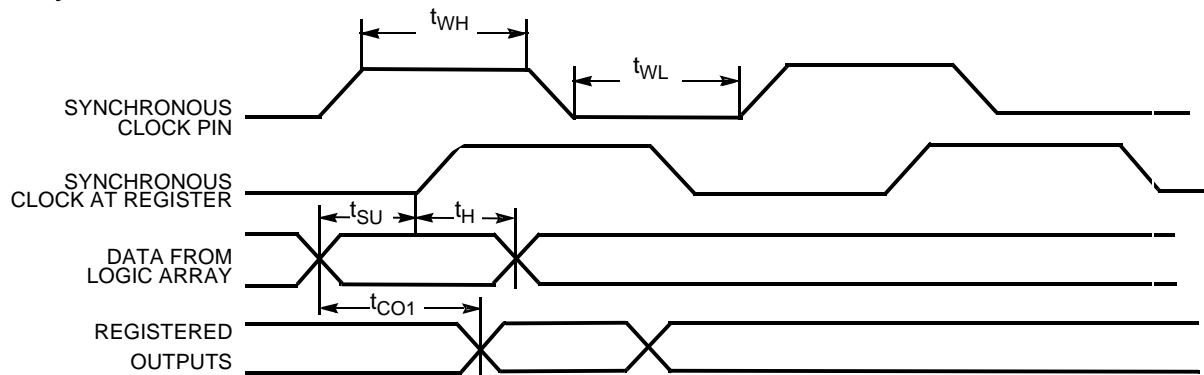 tWH
tWL
SYNCHRONOUS
CLOCK PIN
SYNCHRONOUS
CLOCK AT REGISTER
tSU
tH
DATA FROM
LOGIC ARRAY
tCO1
REGISTERED
OUTPUTS